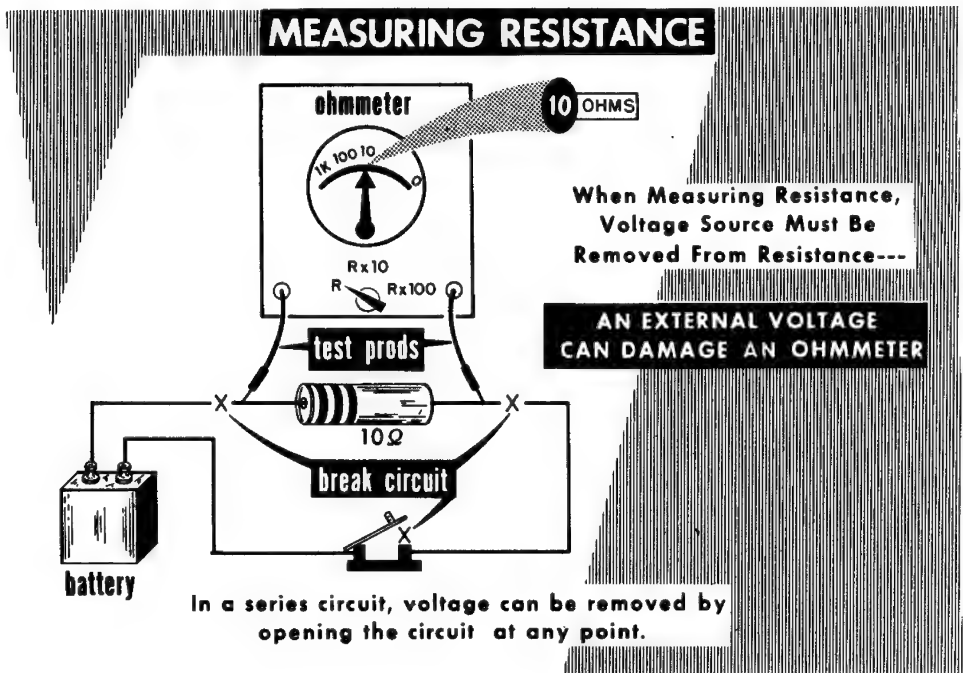 MEASURING RESISTANCE
ohmmeter
10 OHMS
1K 100 10 0
When Measuring Resistance,
Voltage Source Must Be
Removed From Resistance---
R x 10
R
R x 100
AN EXTERNAL VOLTAGE
CAN DAMAGE AN OHMMETER
test prods
X
X
10Ω
break circuit
X
battery
In a series circuit, voltage can be removed by
opening the circuit at any point.